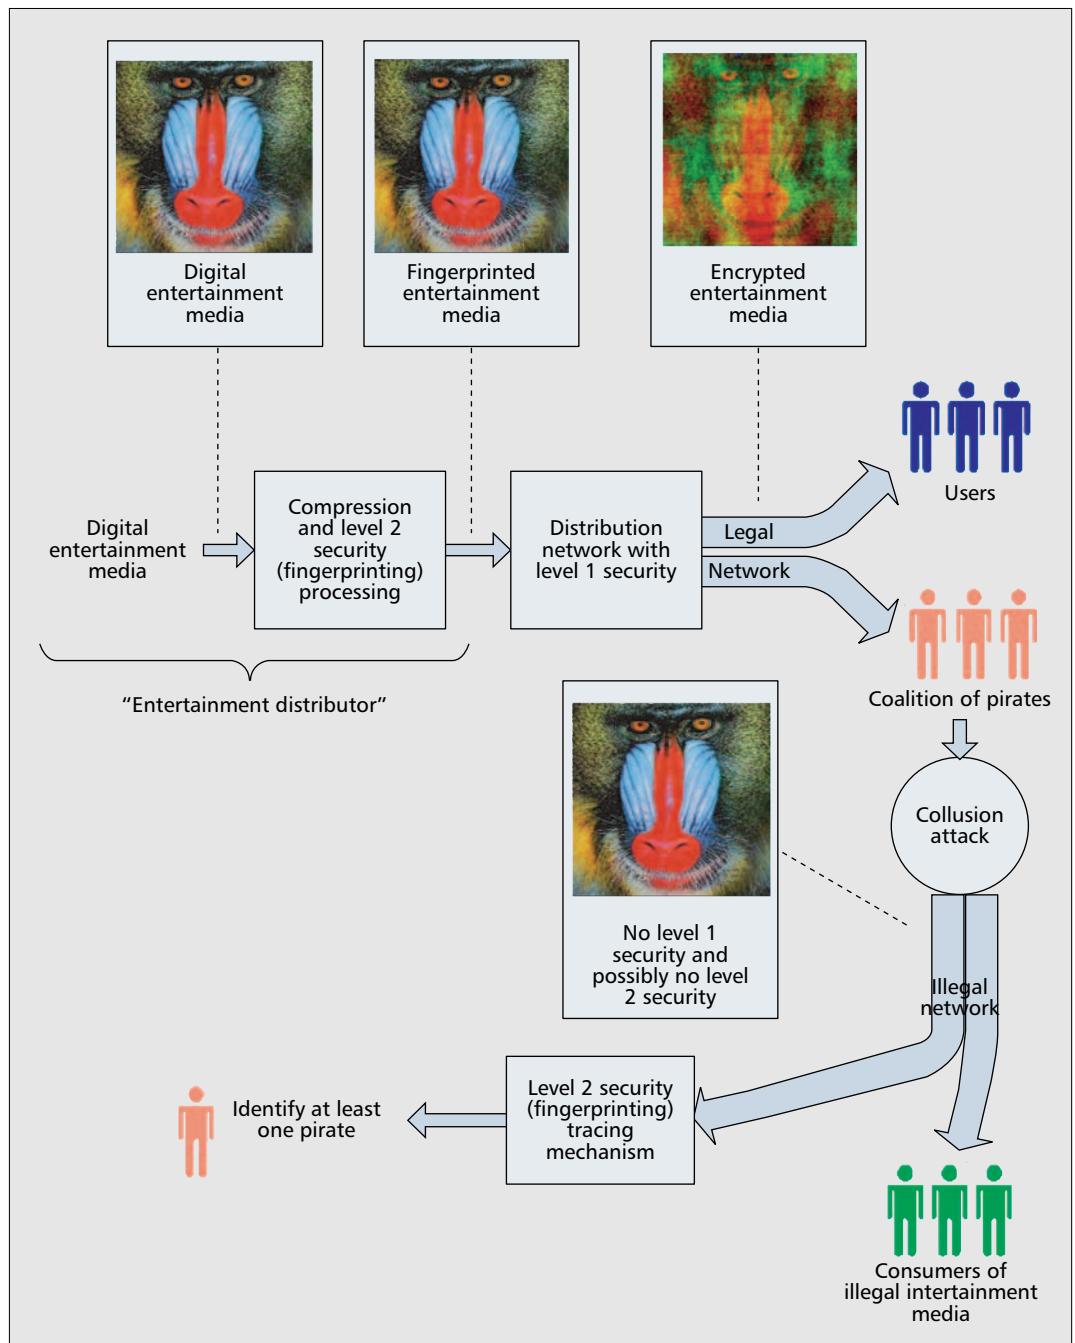 Digital
entertainment
media
Fingerprinted
entertainment
media
Encrypted
entertainment
media
Users
Digital
entertainment
media
Compression
and level 2
security
(fingerprinting)
processing
Distribution
network with
level 1 security
Legal
Network
Coalition of pirates
“Entertainment distributor”
Collusion
attack
No level 1
security and
possibly no level
2 security
Illegal
network
Level 2 security
(fingerprinting)
tracing
mechanism
Identify at least
one pirate
Consumers of
illegal intertainment
media